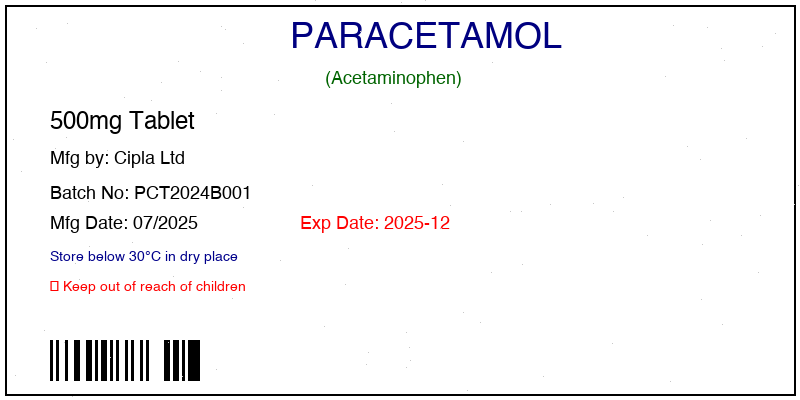 PARACETAMOL
(Acetaminophen)
500mg Tablet
Mfg by: Cipla Ltd
Batch No: PCT2024B001
Mfg Date: 07/2025 Exp Date: 2025-12
Store below 30°C in dry place
Keep out of reach of children